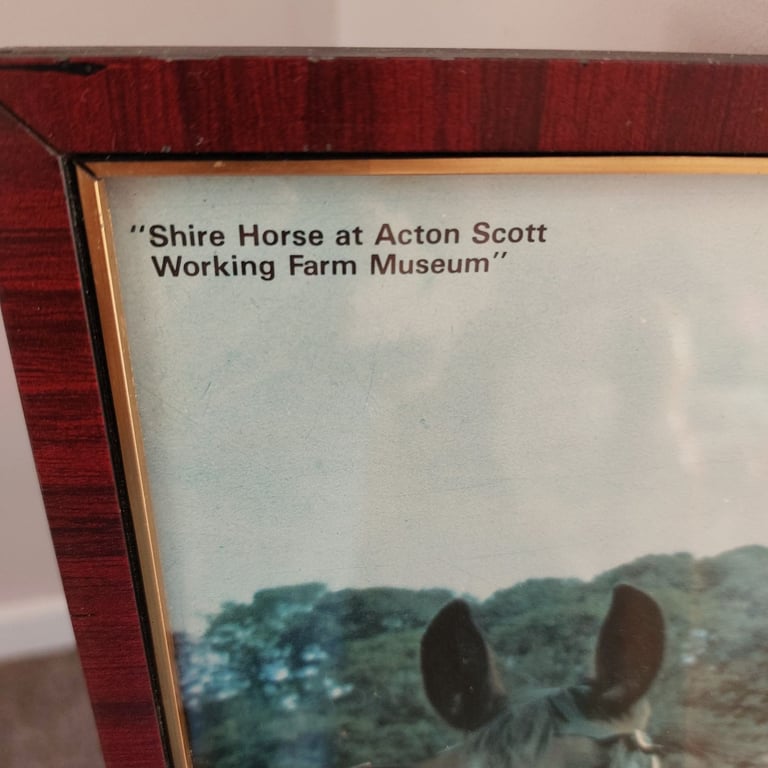 "Shire Horse at Acton Scott
Working Farm Museum"